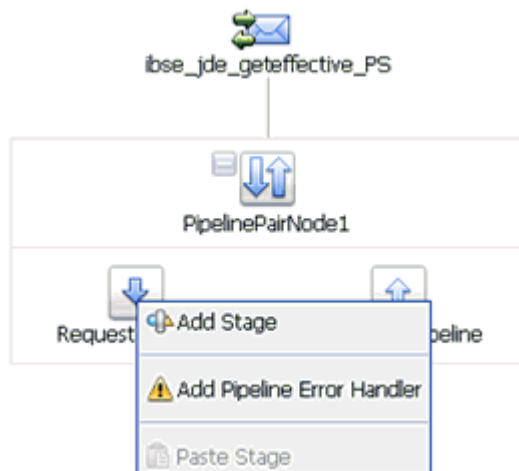 ibse_jde_geteffective_PS
PipelinePairNode1
Request
peline
Add Stage
Add Pipeline Error Handler
Paste Stage